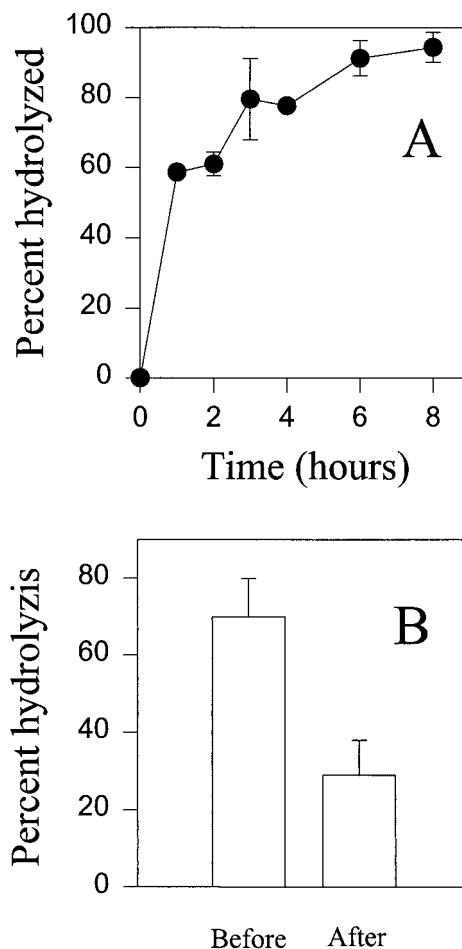 100
80
60
40
20
0
Percent hydrolyzed
A
0 2 4 6 8
Time (hours)
80
60
40
20
0
Percent hydrolyzis
B
Before After